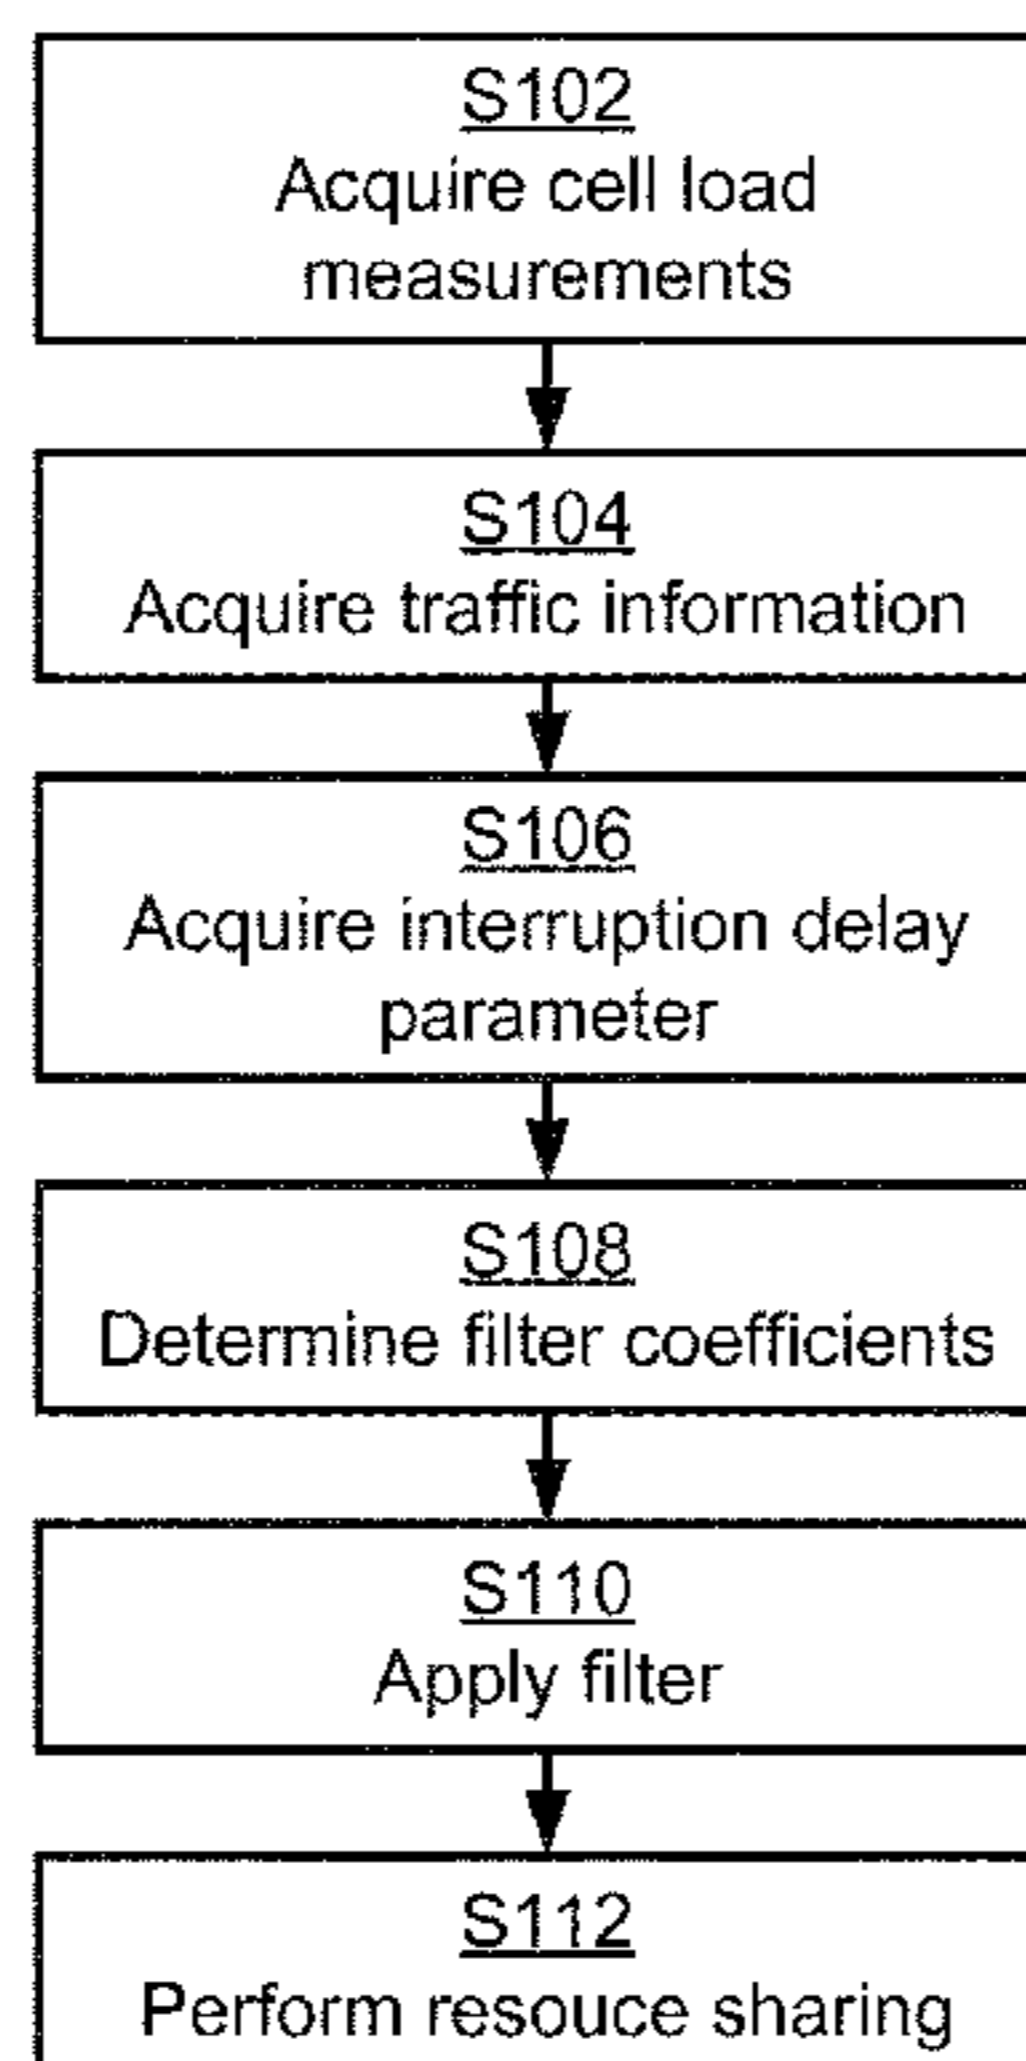 S102
Acquire cell load
measurements
S104
Acquire traffic information
S106
Acquire interruption delay
parameter
S108
Determine filter coefficients
S110
Apply filter
S112
Perform resouce sharing